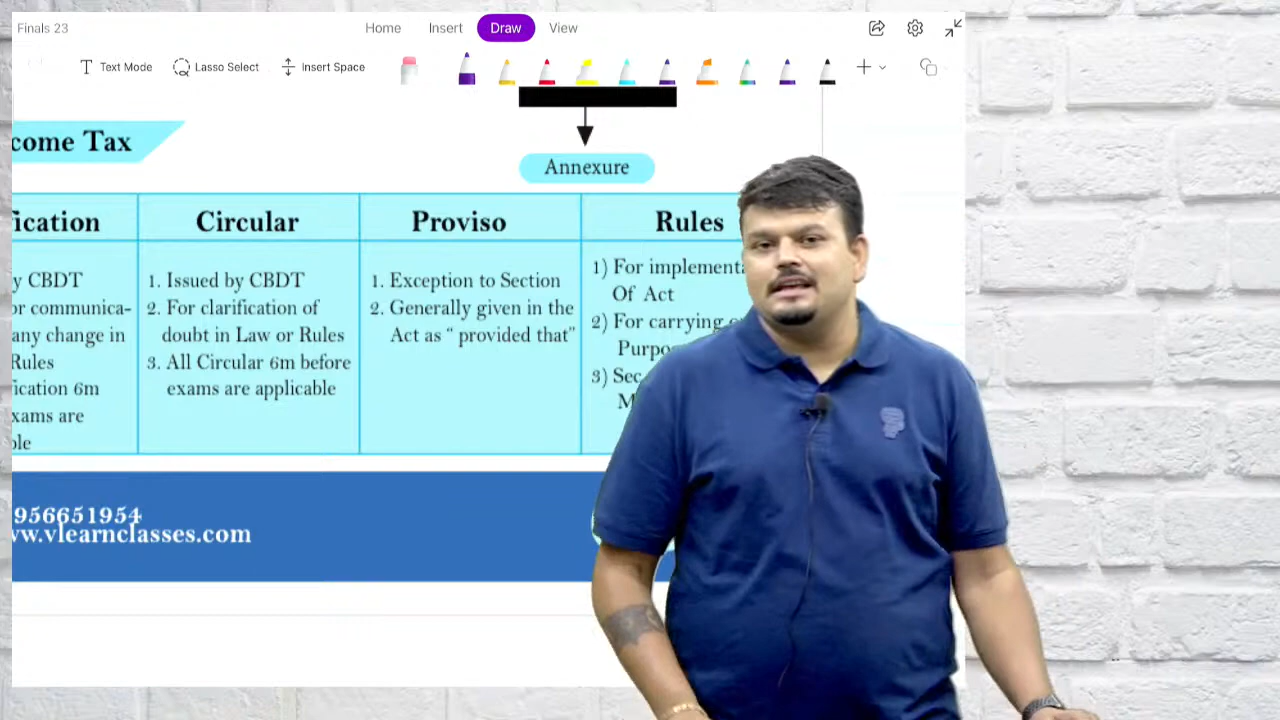 Finals 23
Home
Insert
Draw
View
Text Mode
Lasso Select
Insert Space
come Tax
Annexure
ication
Circular
Proviso
Rules
y CBDT
or communica-
any change in
Rules
ication 6m
xams are
ble
1. Issued by CBDT
2. For clarification of
doubt in Law or Rules
3. All Circular 6m before
exams are applicable
1. Exception to Section
2. Generally given in the
Act as “ provided that”
1) For implement
Of Act
2) For carrying
Purpo
3) Sec
M
956651954
w.vlearnclasses.com